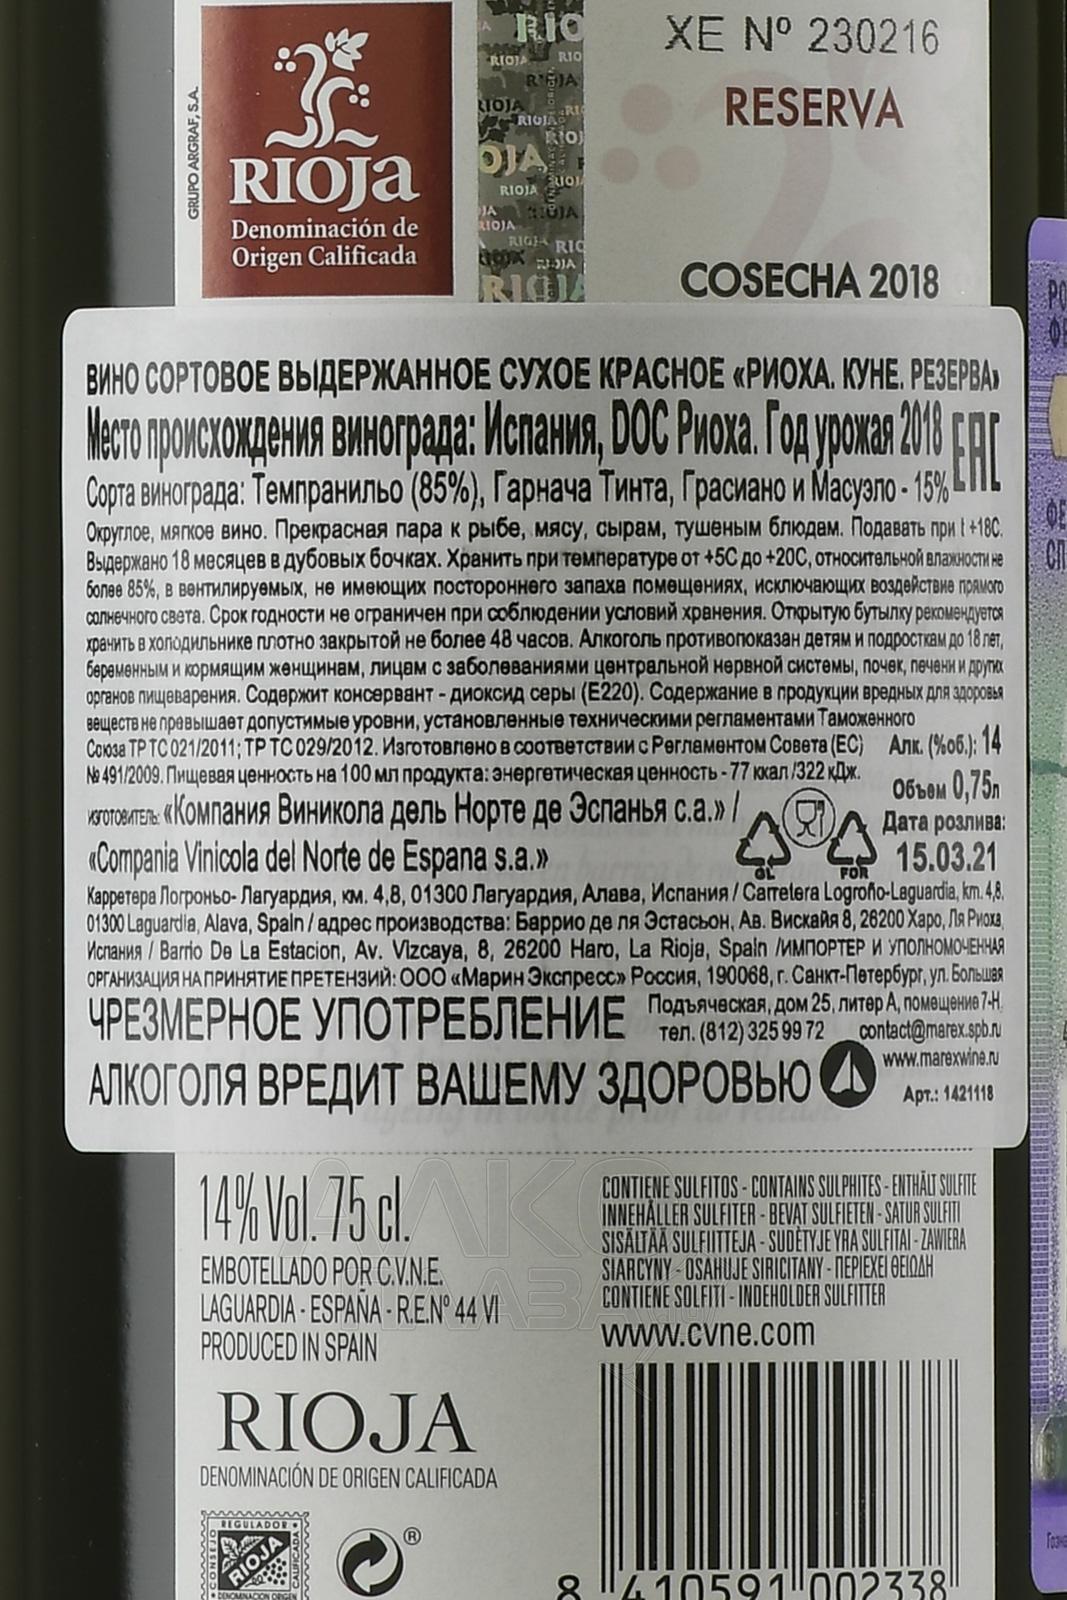 GRUPO ARGRAF, S.A.
RIOJA
Denominación de
Origen Calificada
XE Nº 230216
RESERVA
COSECHA 2018
ВИНО СОРТОВОЕ ВЫДЕРЖАННОЕ СУХОЕ КРАСНОЕ «РИОХА. КУНЕ. РЕЗЕРВА»
Место происхождения винограда: Испания, DOC Риоха. Год урожая 2018
EAC
Сорта винограда: Темпранильо (85%), Гарнача Тинта, Грасиано и Масуэло - 15%
Округлое, мягкое вино. Прекрасная пара к рыбе, мясу, сырам, тушеным блюдам. Подавать при t +18С.
Выдержано 18 месяцев в дубовых бочках. Хранить при температуре от +5С до +20С, относительной влажности не
более 85%, в вентилируемых, не имеющих постороннего запаха помещениях, исключающих воздействие прямого
солнечного света. Срок годности не ограничен при соблюдении условий хранения. Открытую бутылку рекомендуется
хранить в холодильнике плотно закрытой не более 48 часов. Алкоголь противопоказан детям и подросткам до 18 лет,
беременным и кормящим женщинам, лицам с заболеваниями центральной нервной системы, почек, печени и других
органов пищеварения. Содержит консервант - диоксид серы (Е220). Содержание в продукции вредных для здоровья
веществ не превышает допустимые уровни, установленные техническими регламентами Таможенного
Союза ТР ТС 021/2011; ТР ТС 029/2012. Изготовлено в соответствии с Регламентом Совета (ЕС)
№ 491/2009. Пищевая ценность на 100 мл продукта: энергетическая ценность - 77 ккал /322 кДж.
Алк. (%об.): 14
Объем 0,75л
Дата розлива:
15.03.21
ИЗГОТОВИТЕЛЬ: «Компания Виникола дель Норте де Эспанья с.а.» /
«Compania Vinicola del Norte de Espana s.a.»
GL
FOR
Карретера Логроньо- Лагуардия, км. 4,8, 01300 Лагуардия, Алава, Испания / Carretera Logroño-Laguardia, km. 4,8,
01300 Laguardia, Alava, Spain / адрес производства: Баррио де ля Эстасьон, Ав. Вискайя 8, 26200 Харо, Ля Риоха,
Испания / Barrio De La Estacion, Av. Vizcaya, 8, 26200 Haro, La Rioja, Spain /ИМПОРТЕР И УПОЛНОМОЧЕННАЯ
ОРГАНИЗАЦИЯ НА ПРИНЯТИЕ ПРЕТЕНЗИЙ: ООО «Марин Экспресс» Россия, 190068, г. Санкт-Петербург, ул. Большая
Подъяческая, дом 25, литер А, помещение 7-Н.
тел. (812) 325 99 72 contact@marex.spb.ru
www.marexwine.ru
Арт.: 1421118
ЧРЕЗМЕРНОЕ УПОТРЕБЛЕНИЕ
АЛКОГОЛЯ ВРЕДИТ ВАШЕМУ ЗДОРОВЬЮ
14% Vol. 75 cl.
EMBOTELLADO POR C.V.N.E.
LAGUARDIA - ESPAÑA - R.E.Nº 44 VI
PRODUCED IN SPAIN
RIOJA
DENOMINACIÓN DE ORIGEN CALIFICADA
CONSEJO REGULADOR
RIOJA
DENOMINACION ORIGEN
CALIFICADA
®
CONTIENE SULFITOS - CONTAINS SULPHITES - ENTHÄLT SULFITE
INNEHÅLLER SULFITER - BEVAT SULFIETEN - SATUR SULFITI
SISÄLTÄÄ SULFIITTEJA - SUDĖTYJE YRA SULFITAI - ZAWIERA
SIARCZYNY - OSAHUJE SIRICITANY - ΠΕΡΙΕΧΕΙ ΘΕΙΩΔΗ
CONTIENE SOLFITI - INDEHOLDER SULFITTER
www.cvne.com
8 410591 002338